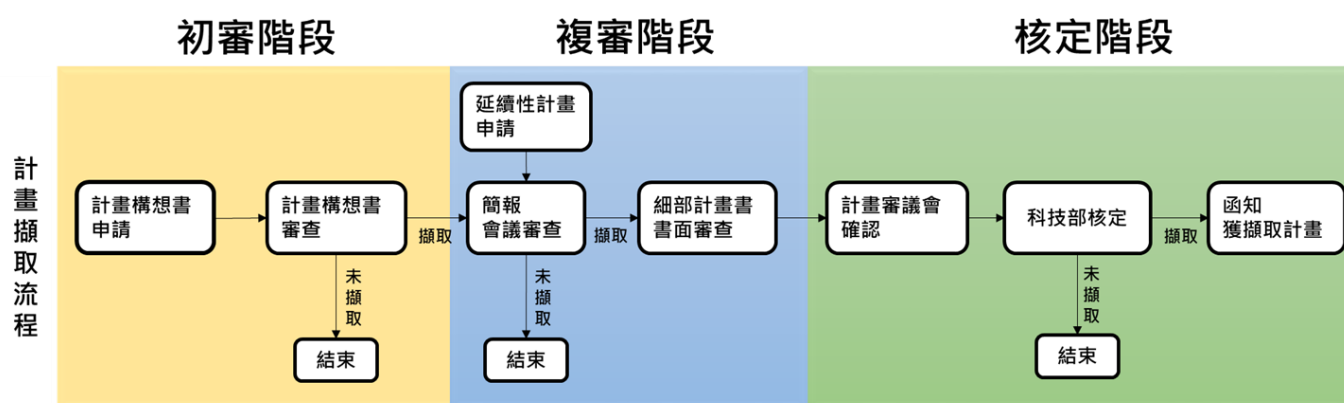 初審階段
複審階段
核定階段
計畫擷取流程
延續性計畫
申請
計畫構想書
申請
計畫構想書
審查
擷取
簡報
會議審查
擷取
細部計畫書
書面審查
計畫審議會
確認
科技部核定
擷取
函知
獲擷取計畫
未擷取
未擷取
未擷取
結束
結束
結束